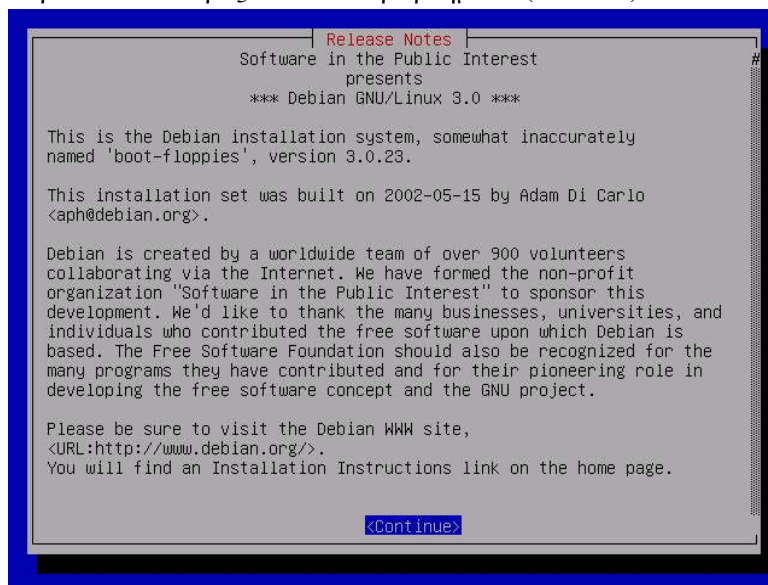 Release Notes
Software in the Public Interest
presents
*** Debian GNU/Linux 3.0 ***
This is the Debian installation system, somewhat inaccurately
named 'boot-floppies', version 3.0.23.
This installation set was built on 2002-05-15 by Adam Di Carlo
<aph@debian.org>.
Debian is created by a worldwide team of over 900 volunteers
collaborating via the Internet. We have formed the non-profit
organization "Software in the Public Interest" to sponsor this
development. We'd like to thank the many businesses, universities, and
individuals who contributed the free software upon which Debian is
based. The Free Software Foundation should also be recognized for the
many programs they have contributed and for their pioneering role in
developing the free software concept and the GNU project.
Please be sure to visit the Debian WWW site,
<URL:http://www.debian.org/>.
You will find an Installation Instructions link on the home page.
<Continue>